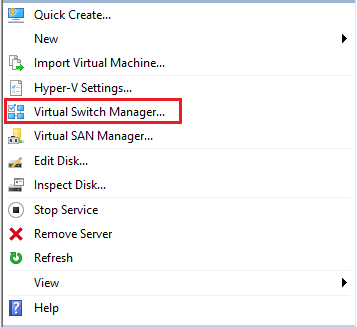 Quick Create...
New
Import Virtual Machine...
Hyper-V Settings...
Virtual Switch Manager...
Virtual SAN Manager...
Edit Disk...
Inspect Disk...
Stop Service
Remove Server
Refresh
View
Help